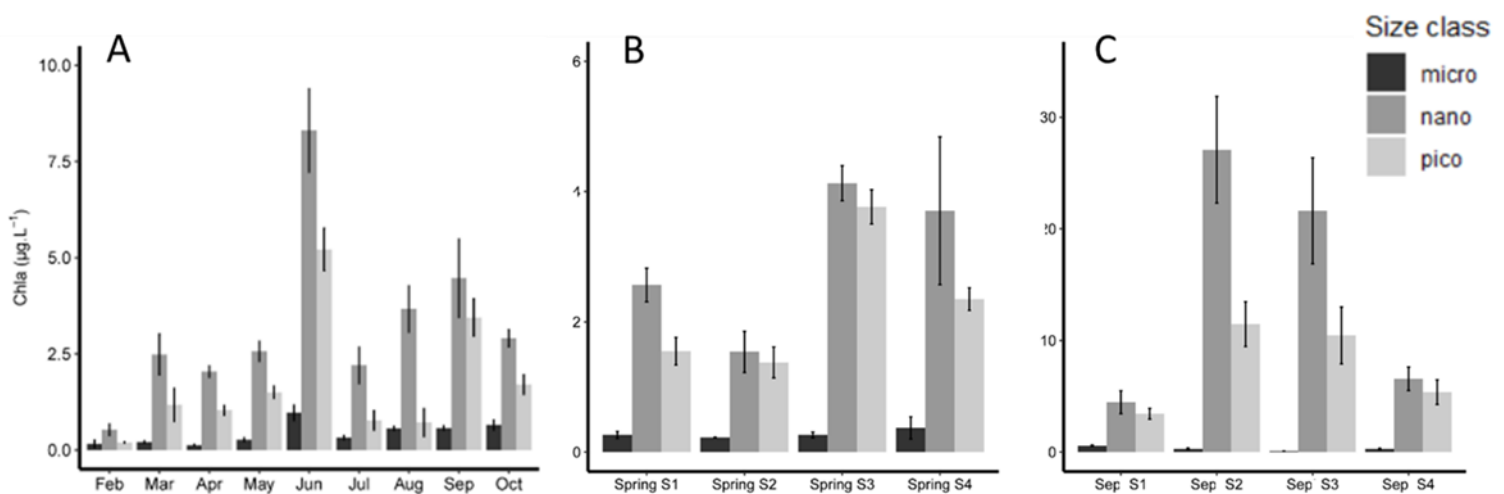 A
B
C
Size class
micro
nano
pico
Chla (µg.L⁻¹)
10.0
7.5
5.0
2.5
0.0
Feb Mar Apr May Jun Jul Aug Sep Oct
6
4
2
0
Spring S1 Spring S2 Spring S3 Spring S4
30
20
10
0
Sep S1 Sep S2 Sep S3 Sep S4